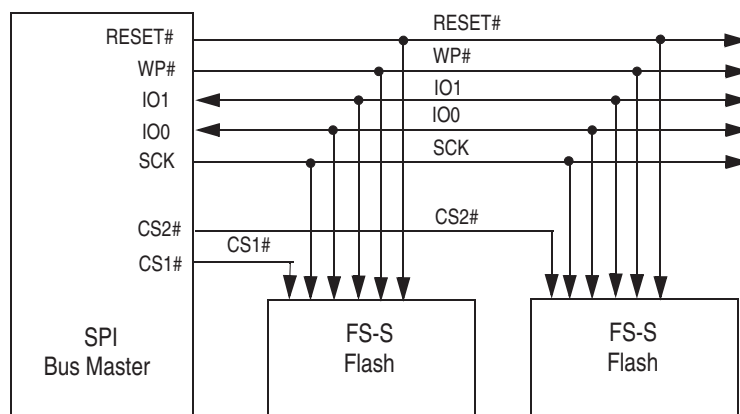 RESET#
RESET#
WP#
WP#
IO1
IO1
IO0
IO0
SCK
SCK
CS2#
CS2#
CS1#
CS1#
SPI
Bus Master
FS-S
Flash
FS-S
Flash